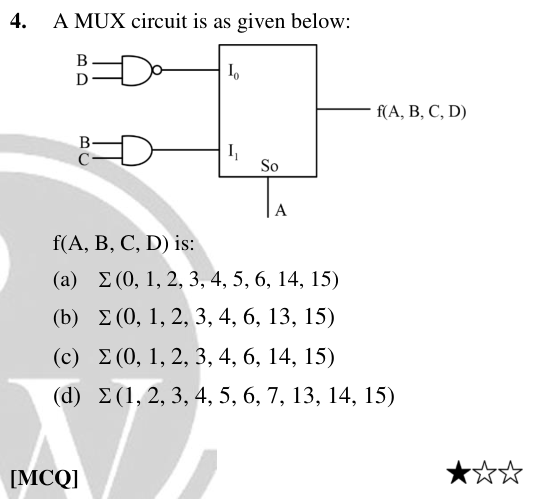 4. A MUX circuit is as given below:
B
D
I₀
f(A, B, C, D)
B
C
I₁
So
A
f(A, B, C, D) is:
(a) Σ (0, 1, 2, 3, 4, 5, 6, 14, 15)
(b) Σ (0, 1, 2, 3, 4, 6, 13, 15)
(c) Σ (0, 1, 2, 3, 4, 6, 14, 15)
(d) Σ (1, 2, 3, 4, 5, 6, 7, 13, 14, 15)
[MCQ] ★☆☆